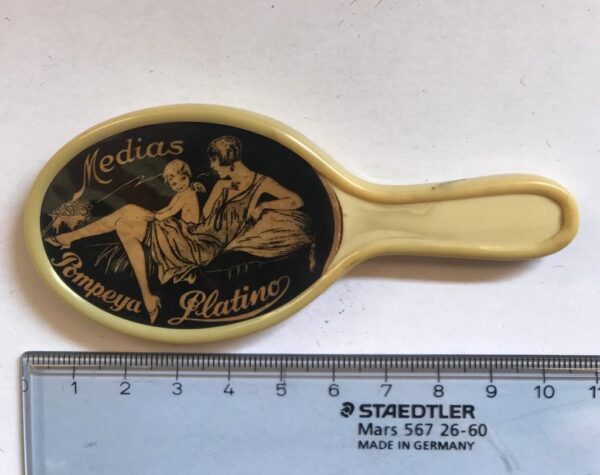 Medias
Pompeya Platino
0 1 2 3 4 5 6 7 8 9 10 11
STAEDTLER
Mars 567 26-60
MADE IN GERMANY